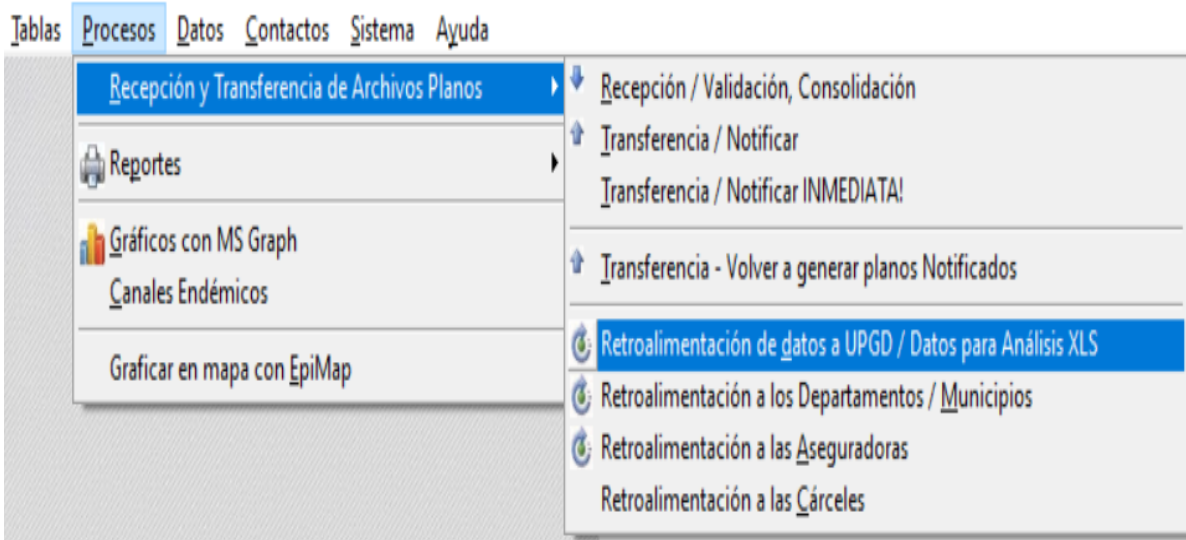 Tablas Procesos Datos Contactos Sistema Ayuda
Recepción y Transferencia de Archivos Planos
Reportes
Gráficos con MS Graph
Canales Endémicos
Graficar en mapa con EpiMap
Recepción / Validación, Consolidación
Transferencia / Notificar
Transferencia / Notificar INMEDIATA!
Transferencia - Volver a generar planos Notificados
Retroalimentación de datos a UPGD / Datos para Análisis XLS
Retroalimentación a los Departamentos / Municipios
Retroalimentación a las Aseguradoras
Retroalimentación a las Cárceles